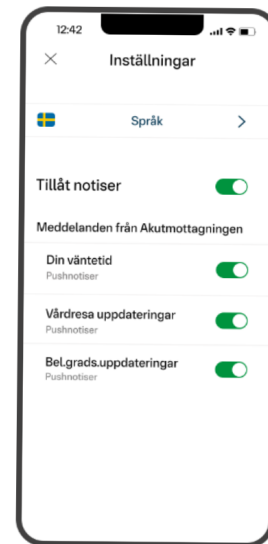 12:42
Inställningar
Språk
Tillåt notiser
Meddelanden från Akutmottagningen
Din väntetid
Pushnotiser
Vårdresa uppdateringar
Pushnotiser
Bel.grads.uppdateringar
Pushnotiser